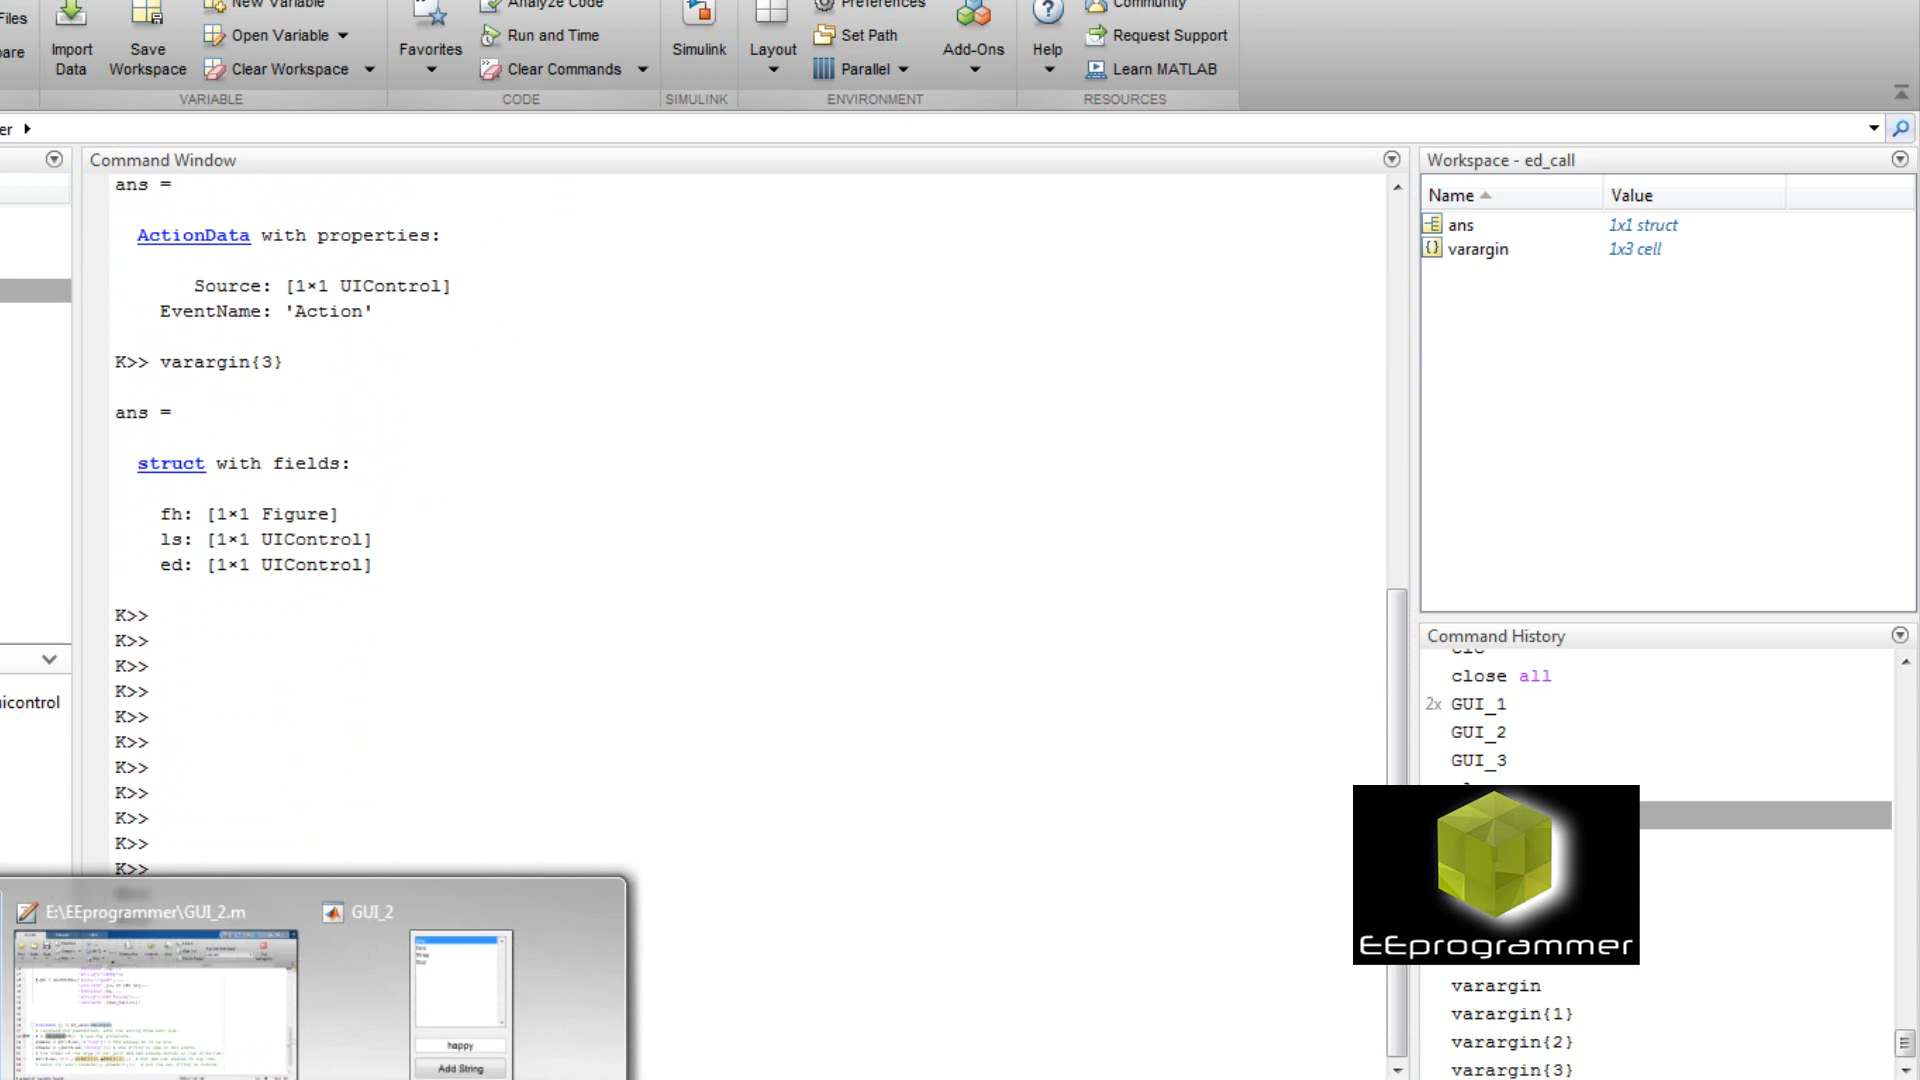 Files
New Variable
Analyze Code
Preferences
Community
are
Import Data
Save Workspace
Open Variable
Clear Workspace
Favorites
Run and Time
Clear Commands
Simulink
Layout
Set Path
Parallel
Add-Ons
Help
Request Support
Learn MATLAB
VARIABLE
CODE
SIMULINK
ENVIRONMENT
RESOURCES
er
Command Window
ans =
ActionData with properties:
Source: [1×1 UIControl]
EventName: 'Action'
K>> varargin{3}
ans =
struct with fields:
fh: [1×1 Figure]
ls: [1×1 UIControl]
ed: [1×1 UIControl]
K>>
K>>
K>>
K>>
K>>
K>>
K>>
K>>
K>>
K>>
K>>
uicontrol
E:\EEprogrammer\GUI_2.m
GUI_2
happy
Add String
Workspace - ed_call
Name Value
ans 1x1 struct
varargin 1x3 cell
Command History
clc
close all
2x GUI_1
GUI_2
GUI_3
EEprogrammer
varargin
varargin{1}
varargin{2}
varargin{3}